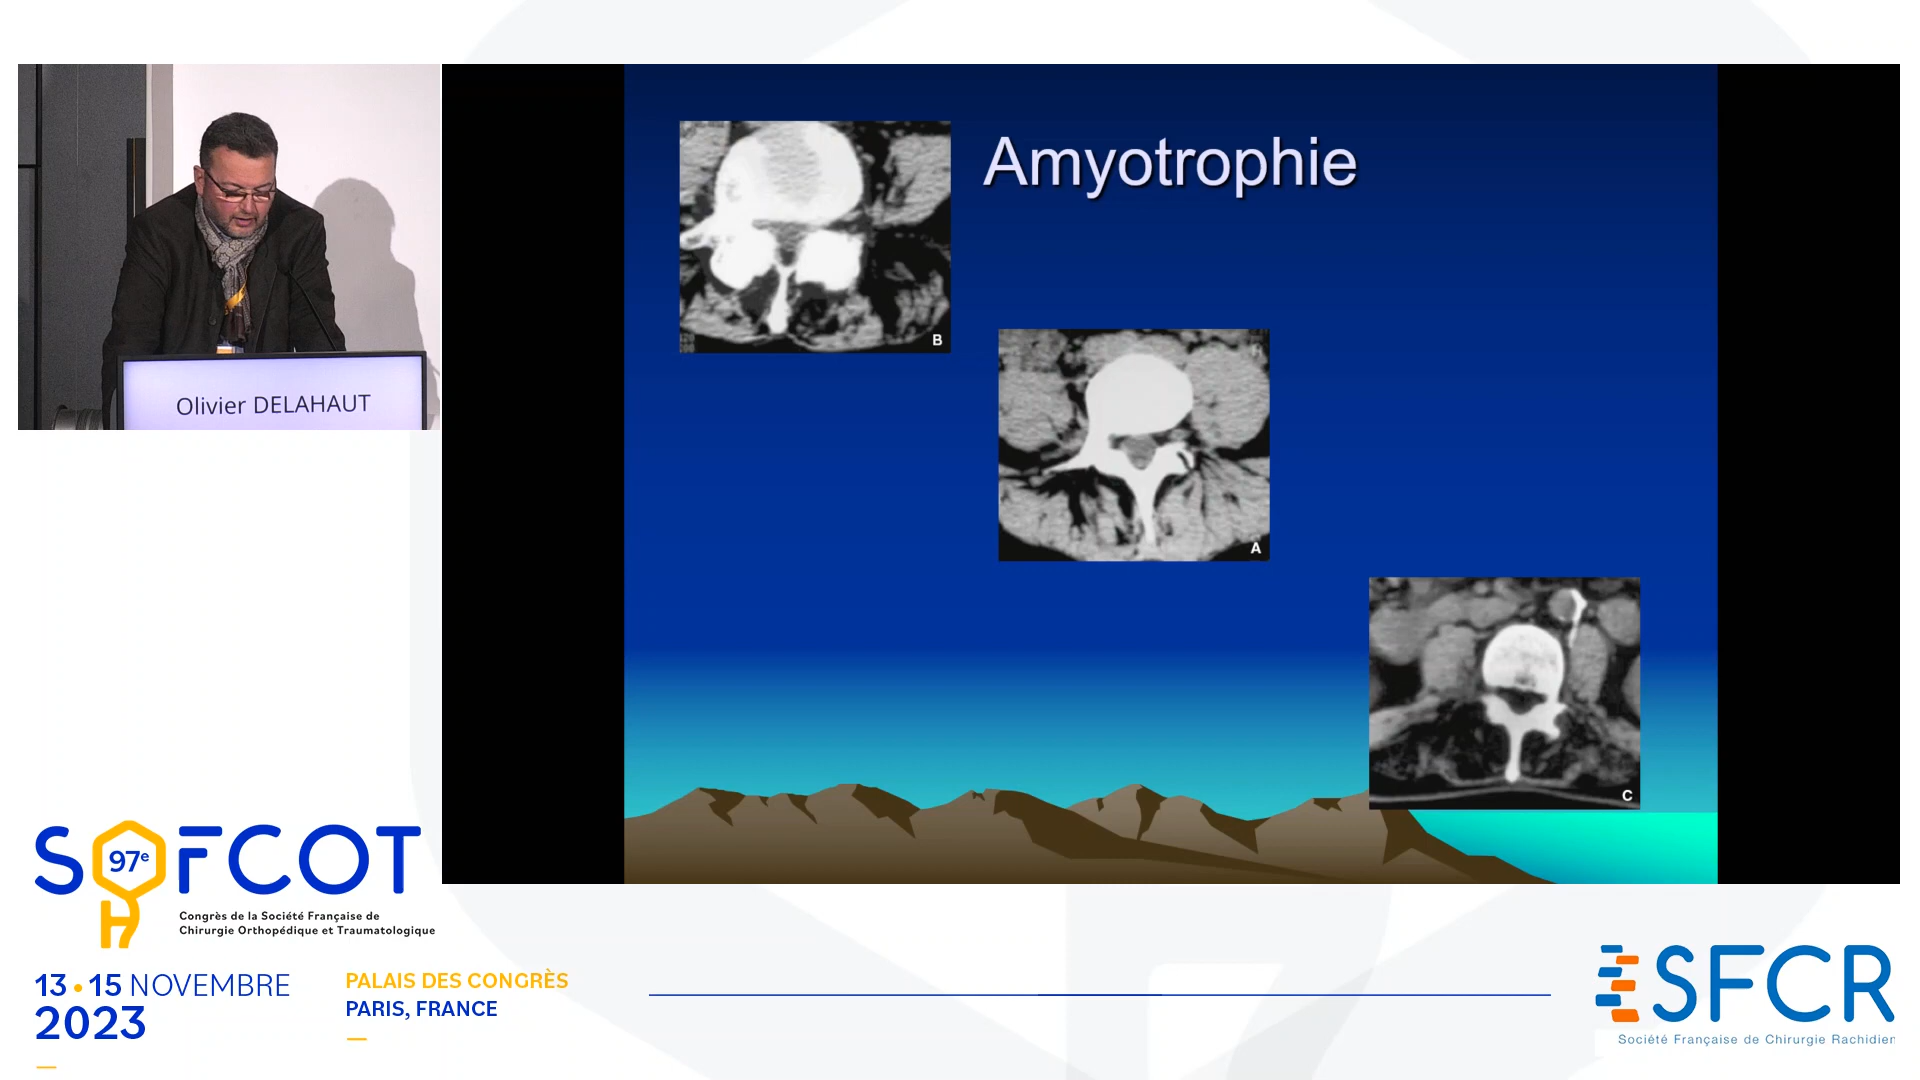 Amyotrophie
B
A
C
Olivier DELAHAUT
SOFCOT
97e
Congrès de la Société Française de
Chirurgie Orthopédique et Traumatologique
13 • 15 NOVEMBRE
2023
PALAIS DES CONGRÈS
PARIS, FRANCE
SFCR
Société Française de Chirurgie Rachidien